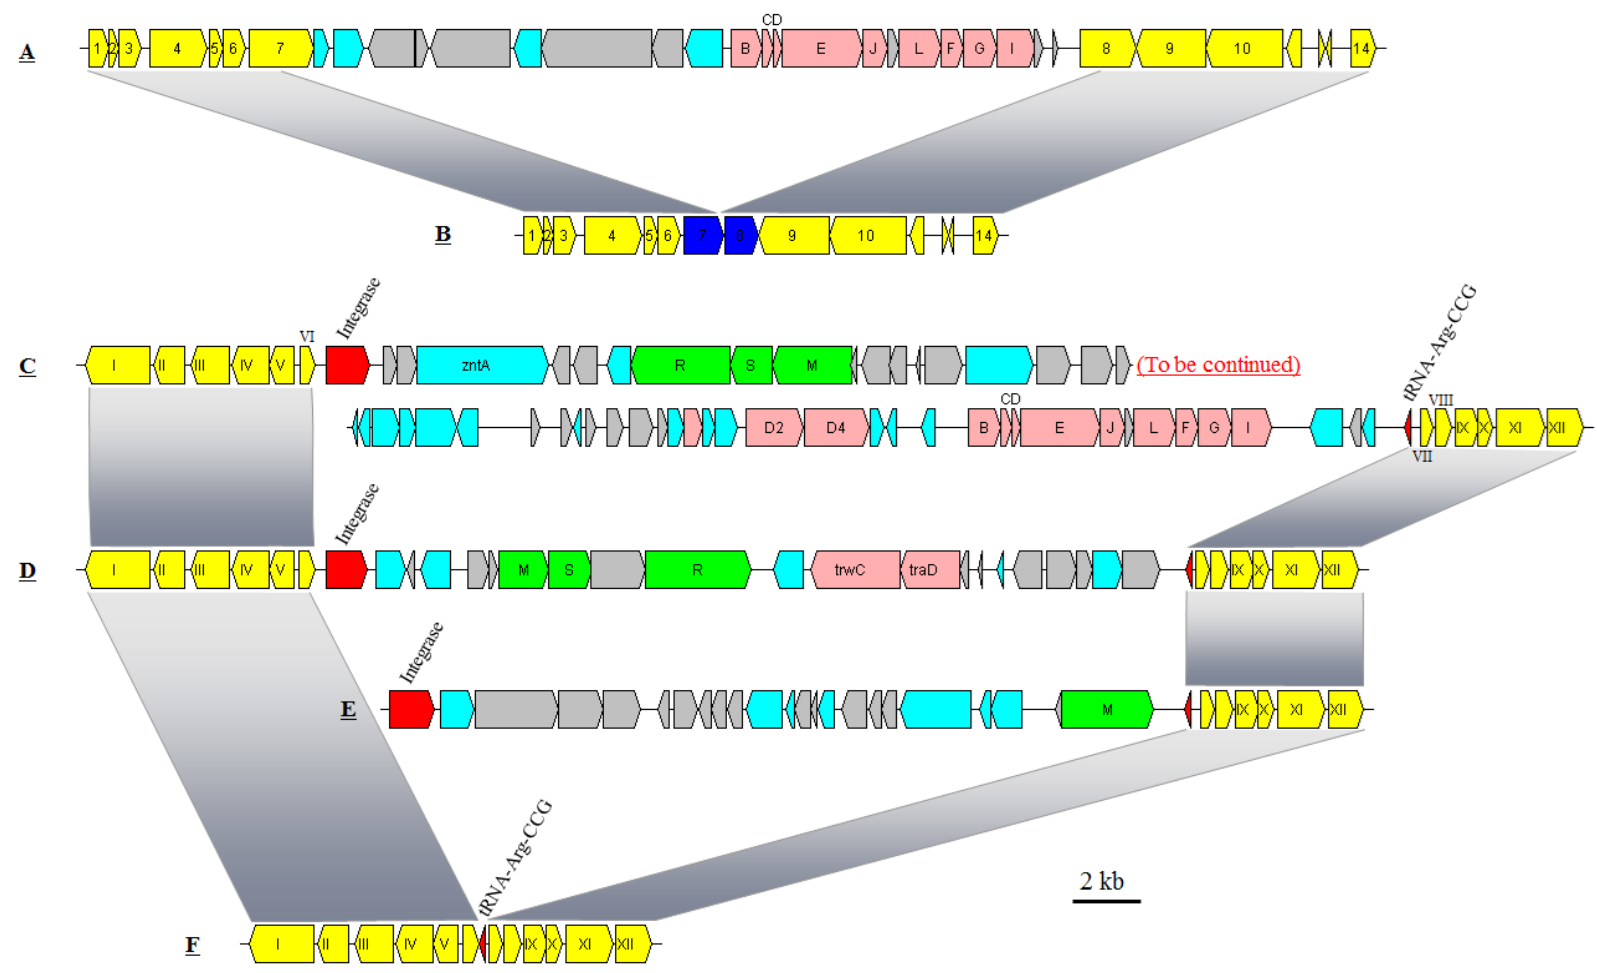 CD
A 1 2 3 4 5 6 7 B E J L F G I 8 9 10 14
B 1 2 3 4 5 6 7 8 9 10 14
Integrase
tRNA-Arg-CCG
VI
C I II III IV V zntA R S M (To be continued)
CD VIII
D2 D4 B E J L F G I IX X XI XII
VII
Integrase
D I II III IV V M S R trwC traD IX X XI XII
Integrase
E M IX X XI XII
tRNA-Arg-CCG
2 kb
F I II III IV V IX X XI XII